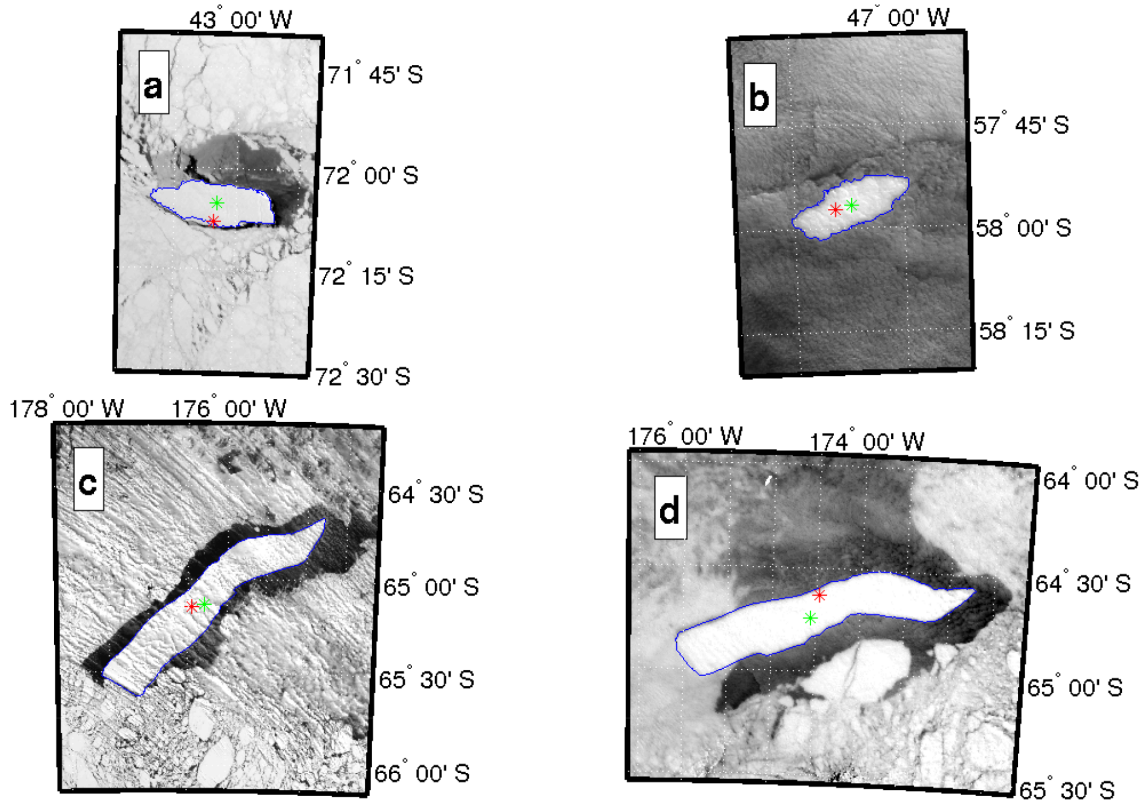 43° 00' W
a
71° 45' S
72° 00' S
72° 15' S
72° 30' S
47° 00' W
b
57° 45' S
58° 00' S
58° 15' S
178° 00' W
176° 00' W
c
64° 30' S
65° 00' S
65° 30' S
66° 00' S
176° 00' W
174° 00' W
d
64° 00' S
64° 30' S
65° 00' S
65° 30' S